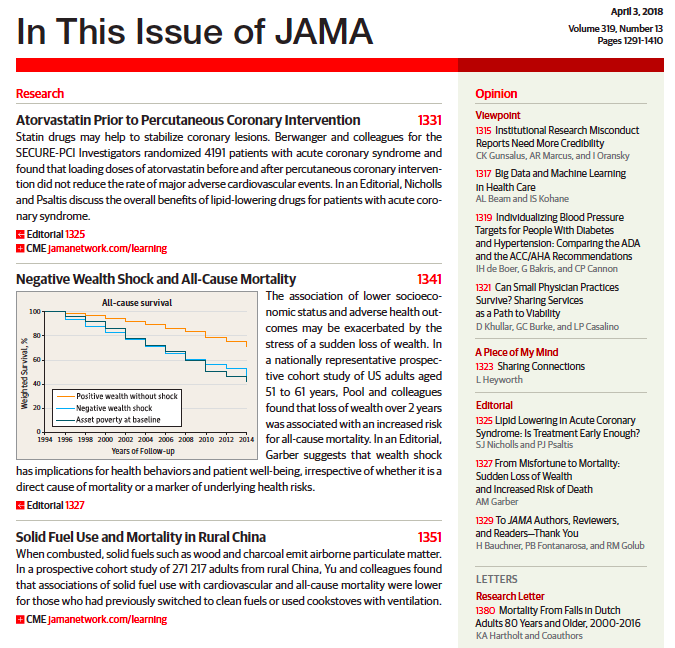 In This Issue of JAMA
April 3, 2018
Volume 319, Number 13
Pages 1291-1410
Research
Atorvastatin Prior to Percutaneous Coronary Intervention 1331
Statin drugs may help to stabilize coronary lesions. Berwanger and colleagues for the
SECURE-PCI Investigators randomized 4191 patients with acute coronary syndrome and
found that loading doses of atorvastatin before and after percutaneous coronary interven-
tion did not reduce the rate of major adverse cardiovascular events. In an Editorial, Nicholls
and Psaltis discuss the overall benefits of lipid-lowering drugs for patients with acute coro-
nary syndrome.
Editorial 1325
CME jamanetwork.com/learning
Negative Wealth Shock and All-Cause Mortality 1341
All-cause survival
Weighted Survival, %
100
80
60
40
20
0
Positive wealth without shock
Negative wealth shock
Asset poverty at baseline
1994 1996 1998 2000 2002 2004 2006 2008 2010 2012 2014
Years of Follow-up
The association of lower socioeco-
nomic status and adverse health out-
comes may be exacerbated by the
stress of a sudden loss of wealth. In
a nationally representative prospec-
tive cohort study of US adults aged
51 to 61 years, Pool and colleagues
found that loss of wealth over 2 years
was associated with an increased risk
for all-cause mortality. In an Editorial,
Garber suggests that wealth shock
has implications for health behaviors and patient well-being, irrespective of whether it is a
direct cause of mortality or a marker of underlying health risks.
Editorial 1327
Solid Fuel Use and Mortality in Rural China 1351
When combusted, solid fuels such as wood and charcoal emit airborne particulate matter.
In a prospective cohort study of 271 217 adults from rural China, Yu and colleagues found
that associations of solid fuel use with cardiovascular and all-cause mortality were lower
for those who had previously switched to clean fuels or used cookstoves with ventilation.
CME jamanetwork.com/learning
Opinion
Viewpoint
1315 Institutional Research Misconduct
Reports Need More Credibility
CK Gunsalus, AR Marcus, and I Oransky
1317 Big Data and Machine Learning
in Health Care
AL Beam and IS Kohane
1319 Individualizing Blood Pressure
Targets for People With Diabetes
and Hypertension: Comparing the ADA
and the ACC/AHA Recommendations
IH de Boer, G Bakris, and CP Cannon
1321 Can Small Physician Practices
Survive? Sharing Services
as a Path to Viability
D Khullar, GC Burke, and LP Casalino
A Piece of My Mind
1323 Sharing Connections
L Heyworth
Editorial
1325 Lipid Lowering in Acute Coronary
Syndrome: Is Treatment Early Enough?
SJ Nicholls and PJ Psaltis
1327 From Misfortune to Mortality:
Sudden Loss of Wealth
and Increased Risk of Death
AM Garber
1329 To JAMA Authors, Reviewers,
and Readers—Thank You
H Bauchner, PB Fontanarosa, and RM Golub
LETTERS
Research Letter
1380 Mortality From Falls in Dutch
Adults 80 Years and Older, 2000-2016
KA Hartholt and Coauthors